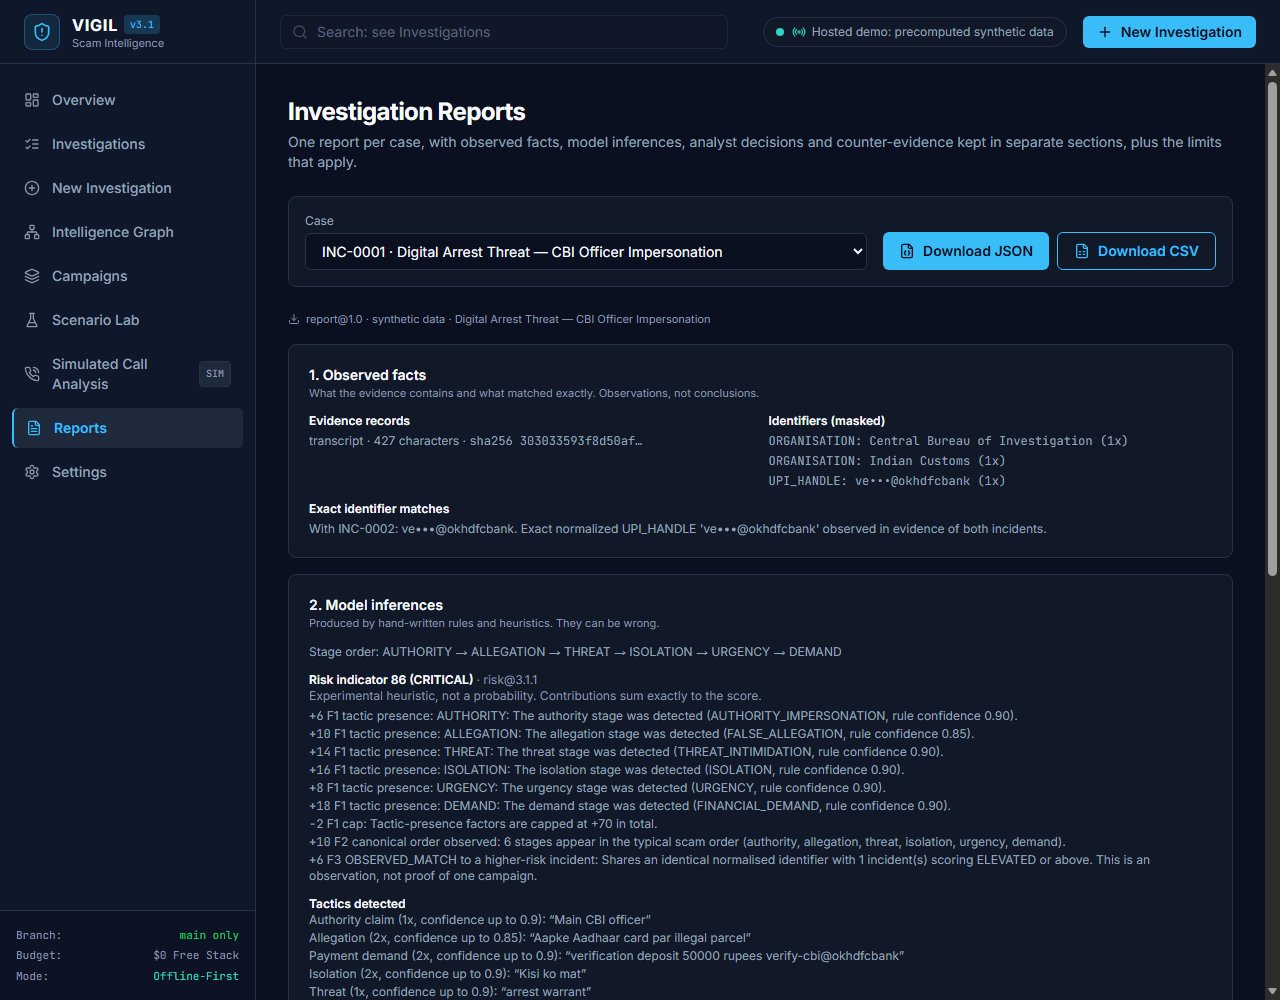 VIGIL v3.1
Scam Intelligence
Search: see Investigations
Hosted demo: precomputed synthetic data
New Investigation
Overview
Investigations
New Investigation
Intelligence Graph
Campaigns
Scenario Lab
Simulated Call
Analysis
SIM
Reports
Settings
Branch: main only
Budget: $0 Free Stack
Mode: Offline-First
Investigation Reports
One report per case, with observed facts, model inferences, analyst decisions and counter-evidence kept in separate sections, plus the limits
that apply.
Case
INC-0001 · Digital Arrest Threat — CBI Officer Impersonation
Download JSON
Download CSV
report@1.0 · synthetic data · Digital Arrest Threat — CBI Officer Impersonation
1. Observed facts
What the evidence contains and what matched exactly. Observations, not conclusions.
Evidence records
transcript · 427 characters · sha256 303033593f8d50af…
Identifiers (masked)
ORGANISATION: Central Bureau of Investigation (1x)
ORGANISATION: Indian Customs (1x)
UPI_HANDLE: ve•••@okhdfcbank (1x)
Exact identifier matches
With INC-0002: ve•••@okhdfcbank. Exact normalized UPI_HANDLE 've•••@okhdfcbank' observed in evidence of both incidents.
2. Model inferences
Produced by hand-written rules and heuristics. They can be wrong.
Stage order: AUTHORITY → ALLEGATION → THREAT → ISOLATION → URGENCY → DEMAND
Risk indicator 86 (CRITICAL) · risk@3.1.1
Experimental heuristic, not a probability. Contributions sum exactly to the score.
+6 F1 tactic presence: AUTHORITY: The authority stage was detected (AUTHORITY_IMPERSONATION, rule confidence 0.90).
+10 F1 tactic presence: ALLEGATION: The allegation stage was detected (FALSE_ALLEGATION, rule confidence 0.85).
+14 F1 tactic presence: THREAT: The threat stage was detected (THREAT_INTIMIDATION, rule confidence 0.90).
+16 F1 tactic presence: ISOLATION: The isolation stage was detected (ISOLATION, rule confidence 0.90).
+8 F1 tactic presence: URGENCY: The urgency stage was detected (URGENCY, rule confidence 0.90).
+18 F1 tactic presence: DEMAND: The demand stage was detected (FINANCIAL_DEMAND, rule confidence 0.90).
-2 F1 cap: Tactic-presence factors are capped at +70 in total.
+10 F2 canonical order observed: 6 stages appear in the typical scam order (authority, allegation, threat, isolation, urgency, demand).
+6 F3 OBSERVED_MATCH to a higher-risk incident: Shares an identical normalised identifier with 1 incident(s) scoring ELEVATED or above. This is an
observation, not proof of one campaign.
Tactics detected
Authority claim (1x, confidence up to 0.9): “Main CBI officer”
Allegation (2x, confidence up to 0.85): “Aapke Aadhaar card par illegal parcel”
Payment demand (2x, confidence up to 0.9): “verification deposit 50000 rupees verify-cbi@okhdfcbank”
Isolation (2x, confidence up to 0.9): “Kisi ko mat”
Threat (1x, confidence up to 0.9): “arrest warrant”